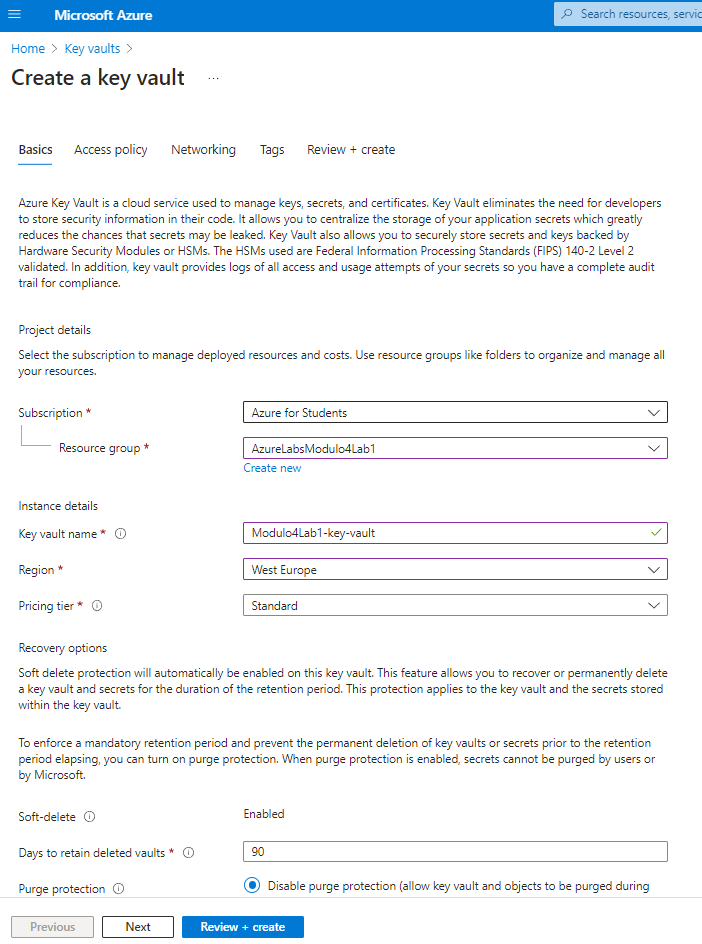 Microsoft Azure
Search resources, servic
Home > Key vaults >
Create a key vault ...
Basics Access policy Networking Tags Review + create
Azure Key Vault is a cloud service used to manage keys, secrets, and certificates. Key Vault eliminates the need for developers
to store security information in their code. It allows you to centralize the storage of your application secrets which greatly
reduces the chances that secrets may be leaked. Key Vault also allows you to securely store secrets and keys backed by
Hardware Security Modules or HSMs. The HSMs used are Federal Information Processing Standards (FIPS) 140-2 Level 2
validated. In addition, key vault provides logs of all access and usage attempts of your secrets so you have a complete audit
trail for compliance.
Project details
Select the subscription to manage deployed resources and costs. Use resource groups like folders to organize and manage all
your resources.
Subscription * Azure for Students
Resource group * AzureLabsModulo4Lab1
Create new
Instance details
Key vault name * Modulo4Lab1-key-vault
Region * West Europe
Pricing tier * Standard
Recovery options
Soft delete protection will automatically be enabled on this key vault. This feature allows you to recover or permanently delete
a key vault and secrets for the duration of the retention period. This protection applies to the key vault and the secrets stored
within the key vault.
To enforce a mandatory retention period and prevent the permanent deletion of key vaults or secrets prior to the retention
period elapsing, you can turn on purge protection. When purge protection is enabled, secrets cannot be purged by users or
by Microsoft.
Soft-delete Enabled
Days to retain deleted vaults * 90
Purge protection Disable purge protection (allow key vault and objects to be purged during
Previous Next Review + create